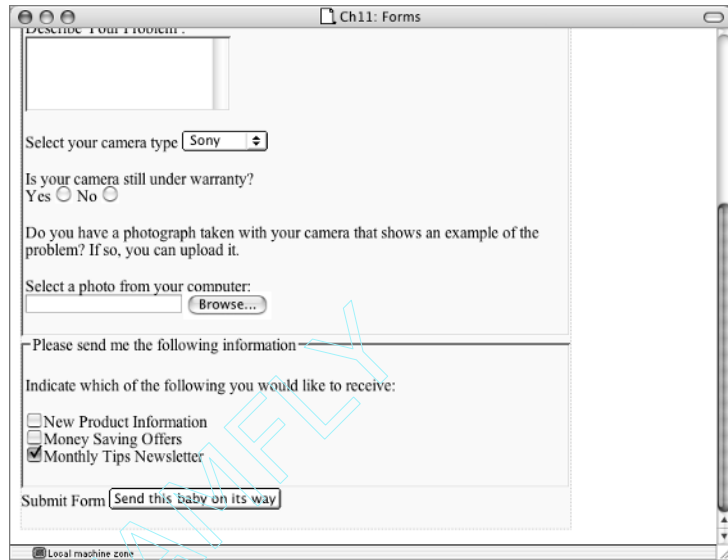 Ch11: Forms
Describe Your Problem :
Select your camera type Sony
Is your camera still under warranty?
Yes No
Do you have a photograph taken with your camera that shows an example of the
problem? If so, you can upload it.
Select a photo from your computer:
Browse...
Please send me the following information
Indicate which of the following you would like to receive:
New Product Information
Money Saving Offers
Monthly Tips Newsletter
Submit Form Send this baby on its way
Local machine zone
AMFLY